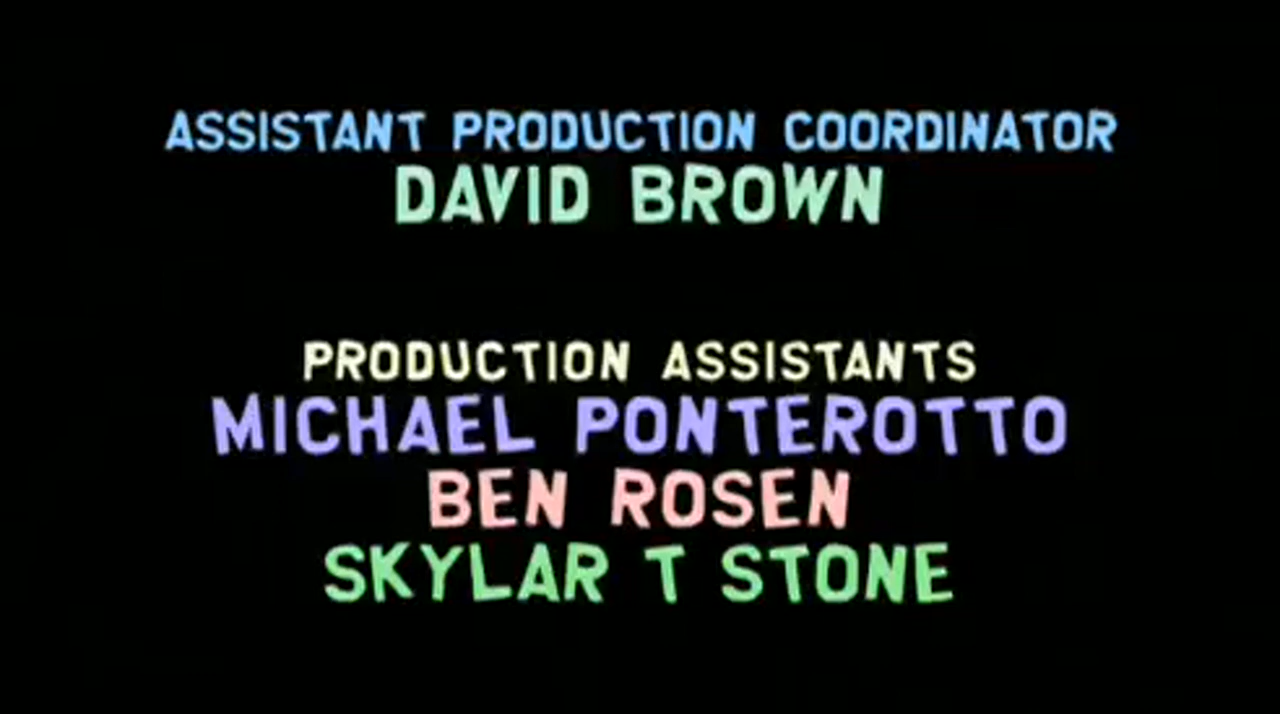 ASSISTANT PRODUCTION COORDINATOR
DAVID BROWN
PRODUCTION ASSISTANTS
MICHAEL PONTEROTTO
BEN ROSEN
SKYLAR T STONE